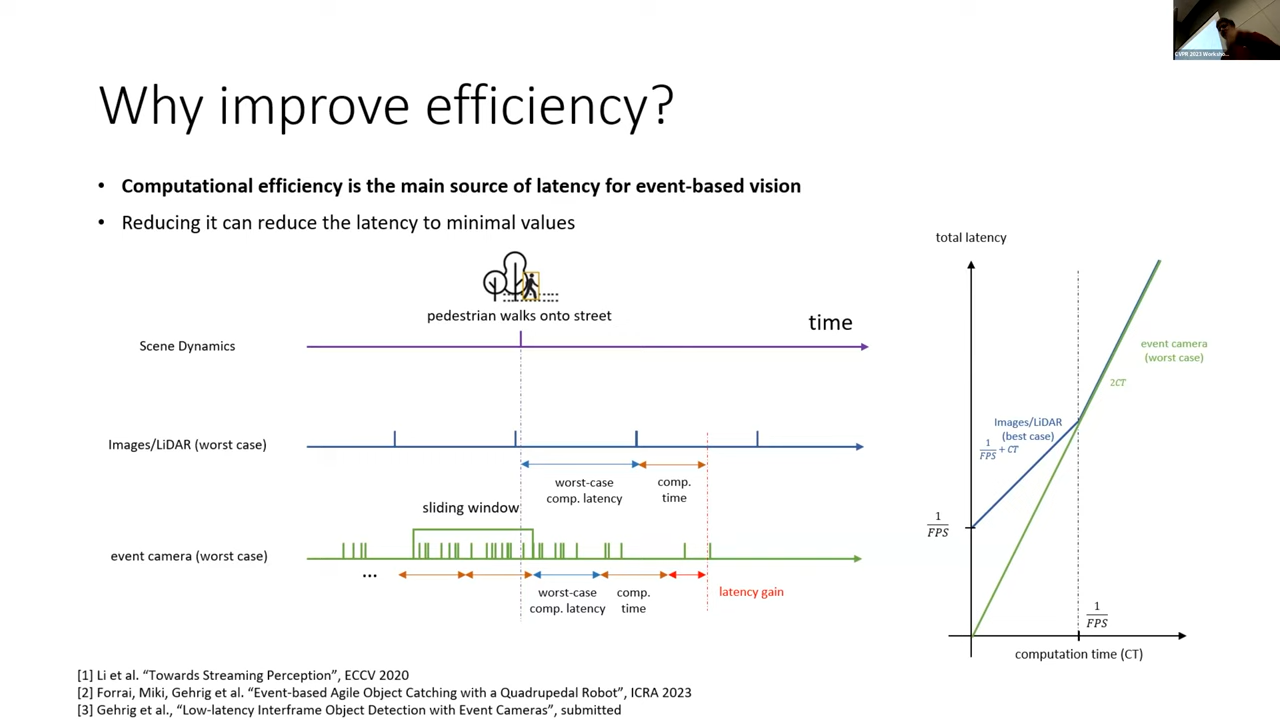 CVPR 2023 Worksho...
Why improve efficiency?
• Computational efficiency is the main source of latency for event-based vision
• Reducing it can reduce the latency to minimal values
pedestrian walks onto street
time
Scene Dynamics
Images/LiDAR (worst case)
worst-case
comp. latency
comp.
time
sliding window
event camera (worst case)
...
worst-case
comp. latency
comp.
time
latency gain
total latency
event camera
(worst case)
2CT
Images/LiDAR
(best case)
1/FPS + CT
1/FPS
1/FPS
computation time (CT)
[1] Li et al. “Towards Streaming Perception”, ECCV 2020
[2] Forrai, Miki, Gehrig et al. “Event-based Agile Object Catching with a Quadrupedal Robot”, ICRA 2023
[3] Gehrig et al., “Low-latency Interframe Object Detection with Event Cameras”, submitted